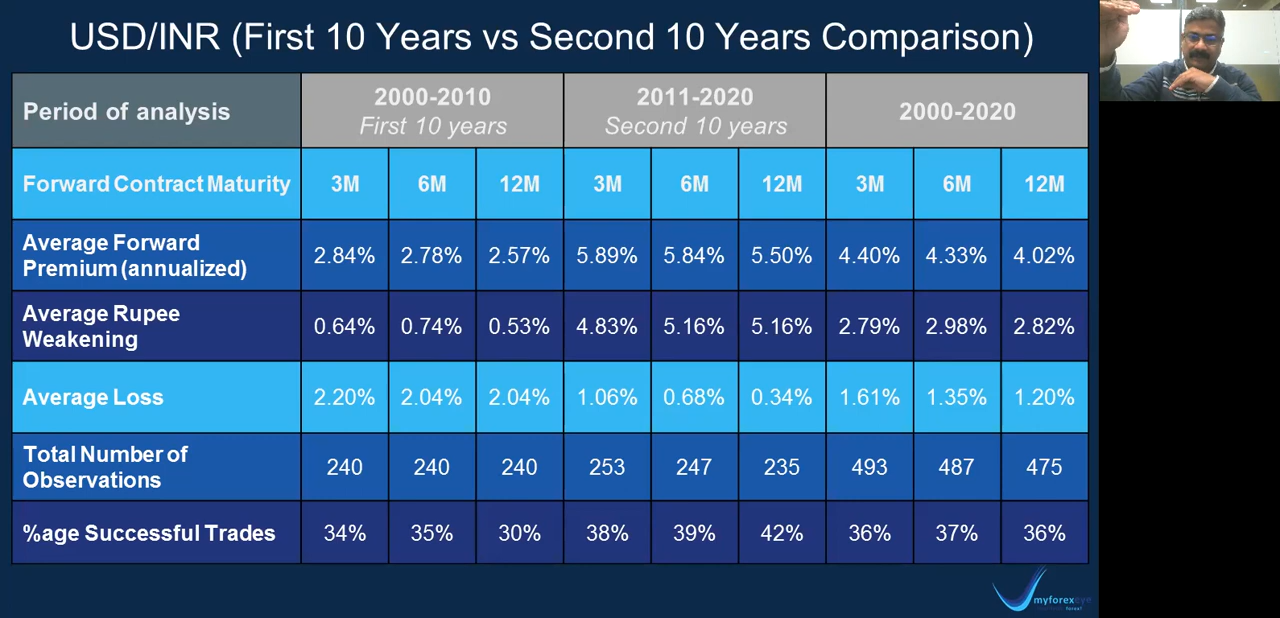 USD/INR (First 10 Years vs Second 10 Years Comparison)
Period of analysis
2000-2010
First 10 years
2011-2020
Second 10 years
2000-2020
Forward Contract Maturity 3M 6M 12M 3M 6M 12M 3M 6M 12M
Average Forward
Premium (annualized) 2.84% 2.78% 2.57% 5.89% 5.84% 5.50% 4.40% 4.33% 4.02%
Average Rupee
Weakening 0.64% 0.74% 0.53% 4.83% 5.16% 5.16% 2.79% 2.98% 2.82%
Average Loss 2.20% 2.04% 2.04% 1.06% 0.68% 0.34% 1.61% 1.35% 1.20%
Total Number of
Observations 240 240 240 253 247 235 493 487 475
%age Successful Trades 34% 35% 30% 38% 39% 42% 36% 37% 36%
myforexeye